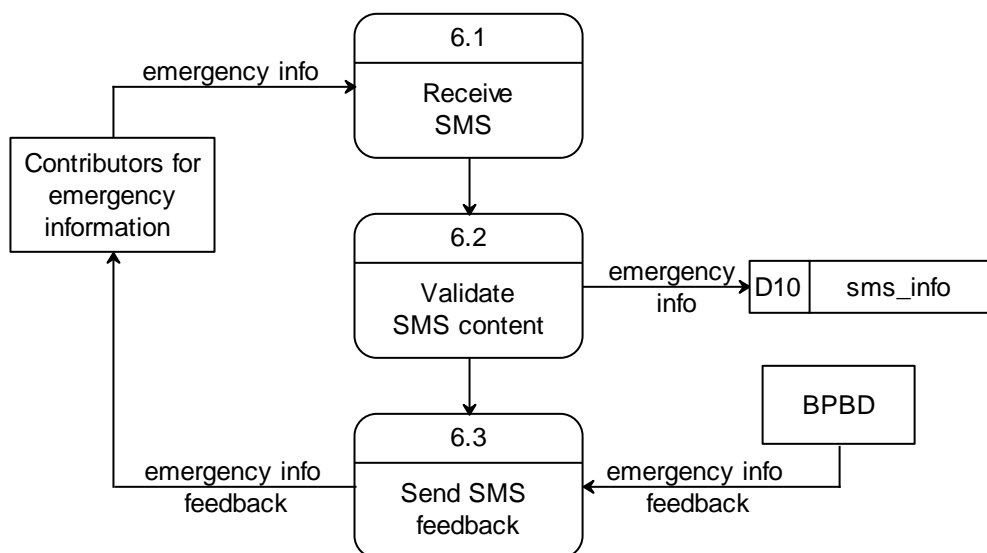 6.1
emergency info
Receive
SMS
Contributors for
emergency
information
6.2
Validate
SMS content
emergency
info
D10
sms_info
BPBD
6.3
Send SMS
feedback
emergency info
feedback
emergency info
feedback